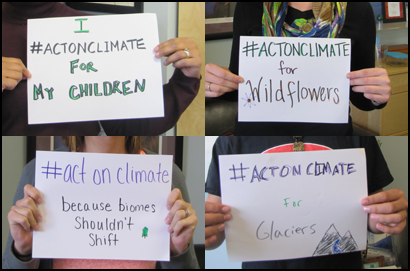 I
#ACTONCLIMATE
FOR
MY CHILDREN
#ACTONCLIMATE
for
Wildflowers
#act on climate
because biomes
Shouldn't
Shift
#ACTONCLIMATE
For
Glaciers